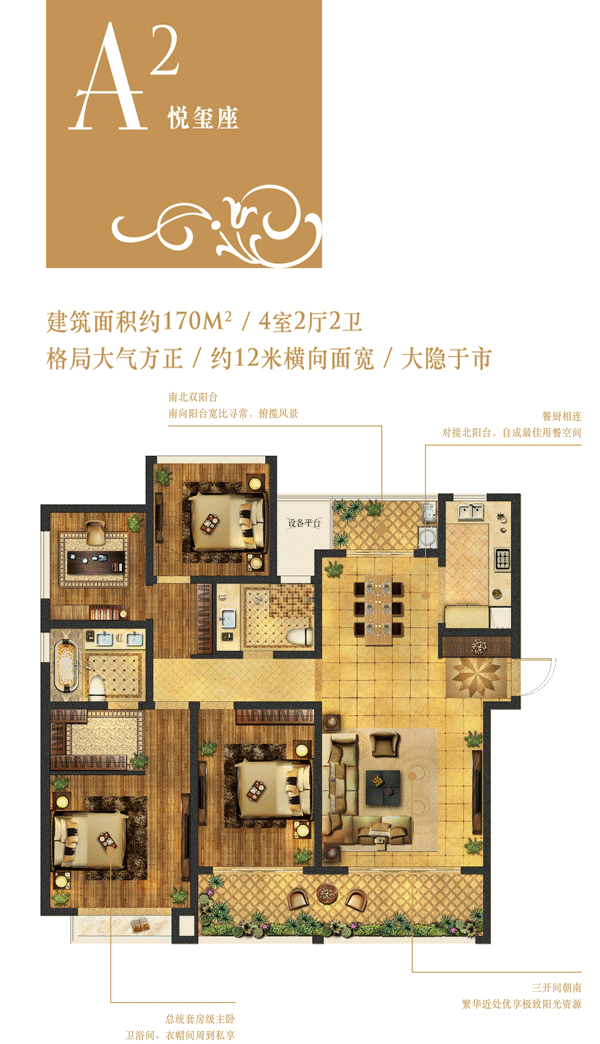 A²
悦玺座
建筑面积约170M² / 4室2厅2卫
格局大气方正 / 约12米横向面宽 / 大隐于市
南北双阳台
南向阳台宽比寻常、俯揽风景
餐厨相连
对接北阳台、自成最佳用餐空间
设备平台
三开间朝南
繁华近处优享极致阳光资源
总统套房级主卧
卫浴间、衣帽间周到私享